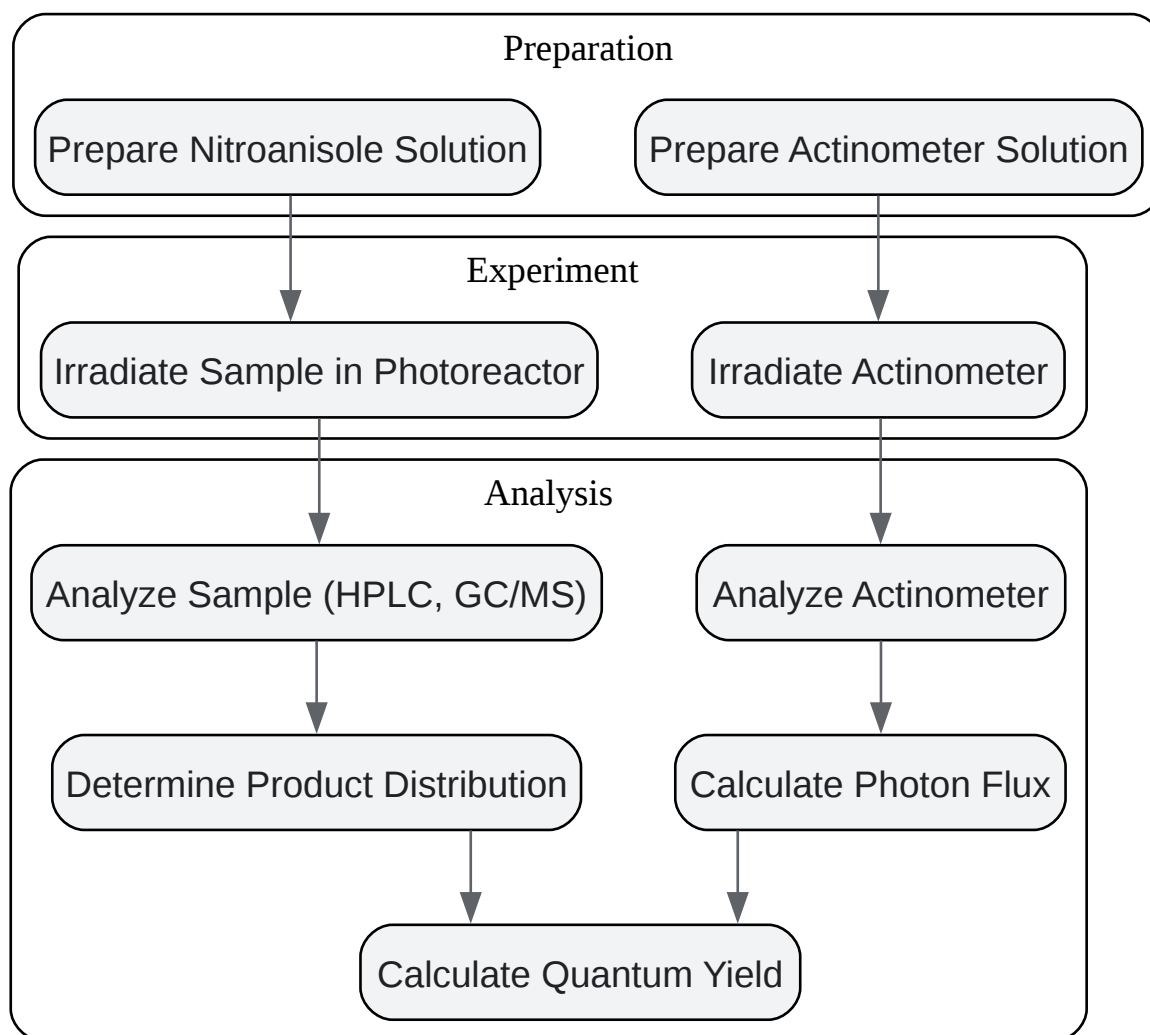 Preparation
Prepare Nitroanisole Solution
Prepare Actinometer Solution
Experiment
Irradiate Sample in Photoreactor
Irradiate Actinometer
Analysis
Analyze Sample (HPLC, GC/MS)
Analyze Actinometer
Determine Product Distribution
Calculate Photon Flux
Calculate Quantum Yield